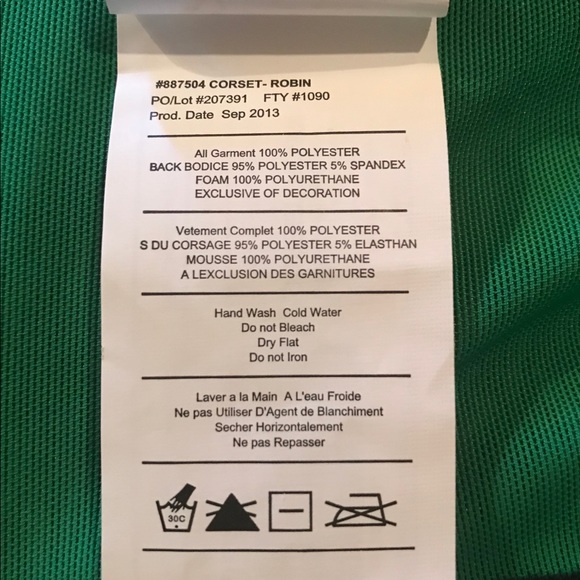 #887504 CORSET- ROBIN
PO/Lot #207391 FTY #1090
Prod. Date Sep 2013
All Garment 100% POLYESTER
BACK BODICE 95% POLYESTER 5% SPANDEX
FOAM 100% POLYURETHANE
EXCLUSIVE OF DECORATION
Vetement Complet 100% POLYESTER
S DU CORSAGE 95% POLYESTER 5% ELASTHAN
MOUSSE 100% POLYURETHANE
A LEXCLUSION DES GARNITURES
Hand Wash Cold Water
Do not Bleach
Dry Flat
Do not Iron
Laver a la Main A L'eau Froide
Ne pas Utiliser D'Agent de Blanchiment
Secher Horizontalement
Ne pas Repasser
30C